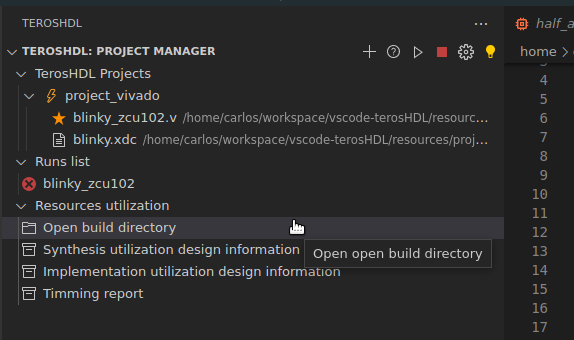 TEROSHDL
half_a
TEROSHDL: PROJECT MANAGER
home >
TerosHDL Projects
project_vivado
blinky_zcu102.v /home/carlos/workspace/vscode-terosHDL/resourc...
blinky.xdc /home/carlos/workspace/vscode-terosHDL/resources/proj...
Runs list
blinky_zcu102
Resources utilization
Open build directory
Synthesis utilization design information
Open open build directory
Implementation utilization design information
Timming report
4
5
6
7
8
9
10
11
12
13
14
15
16
17